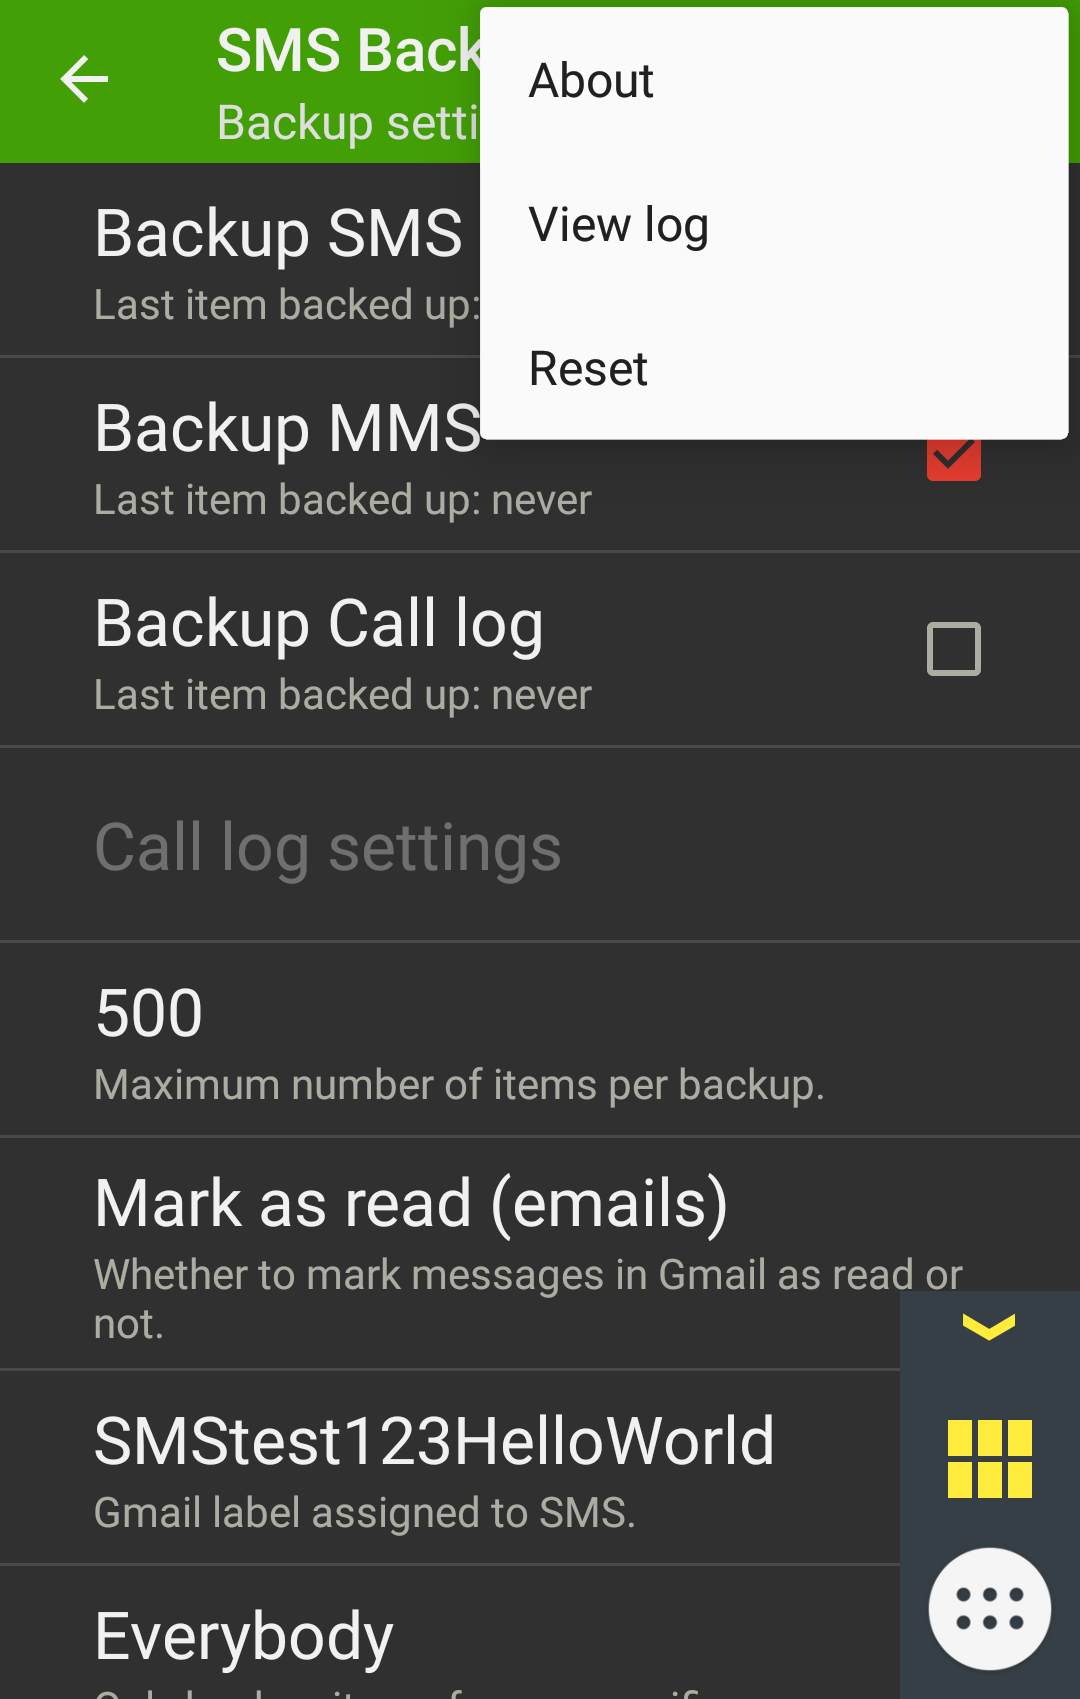 SMS Back
Backup setti
About
View log
Reset
Backup SMS
Last item backed up:
Backup MMS
Last item backed up: never
Backup Call log
Last item backed up: never
Call log settings
500
Maximum number of items per backup.
Mark as read (emails)
Whether to mark messages in Gmail as read or
not.
SMStest123HelloWorld
Gmail label assigned to SMS.
Everybody